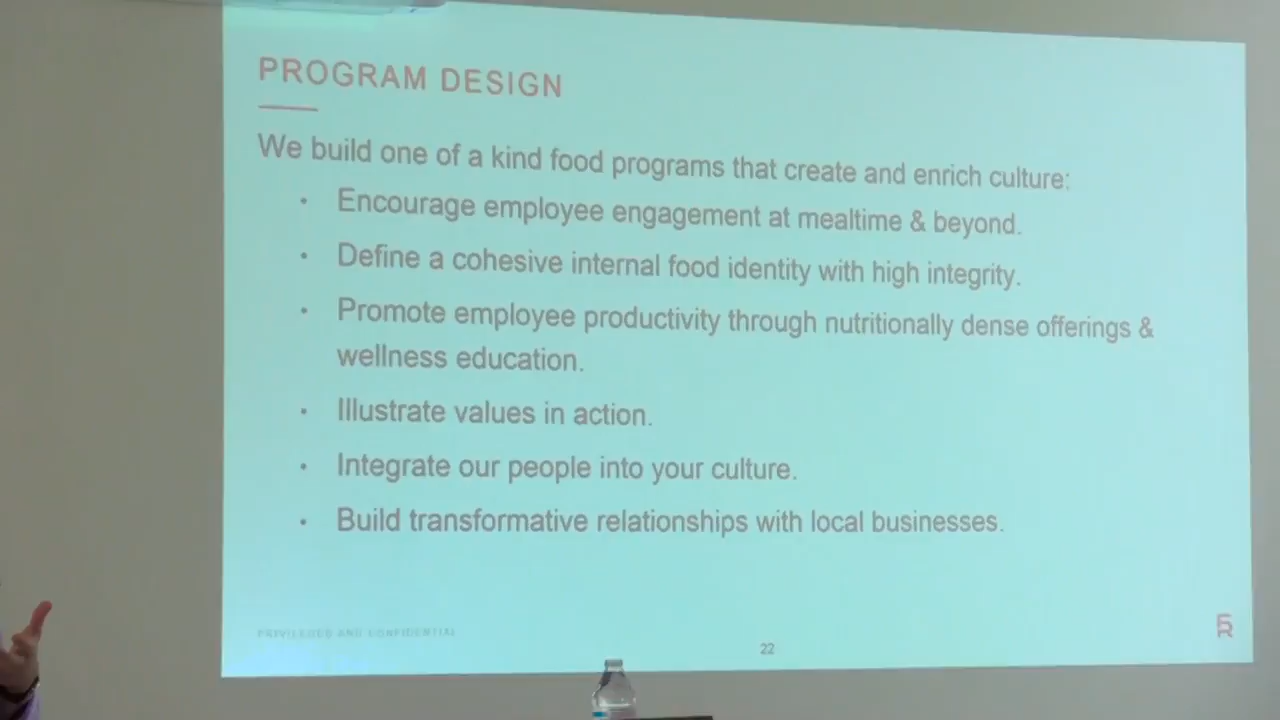 PROGRAM DESIGN
We build one of a kind food programs that create and enrich culture:
• Encourage employee engagement at mealtime & beyond.
• Define a cohesive internal food identity with high integrity.
• Promote employee productivity through nutritionally dense offerings &
wellness education.
• Illustrate values in action.
• Integrate our people into your culture.
• Build transformative relationships with local businesses.
PRIVILEGED AND CONFIDENTIAL
22